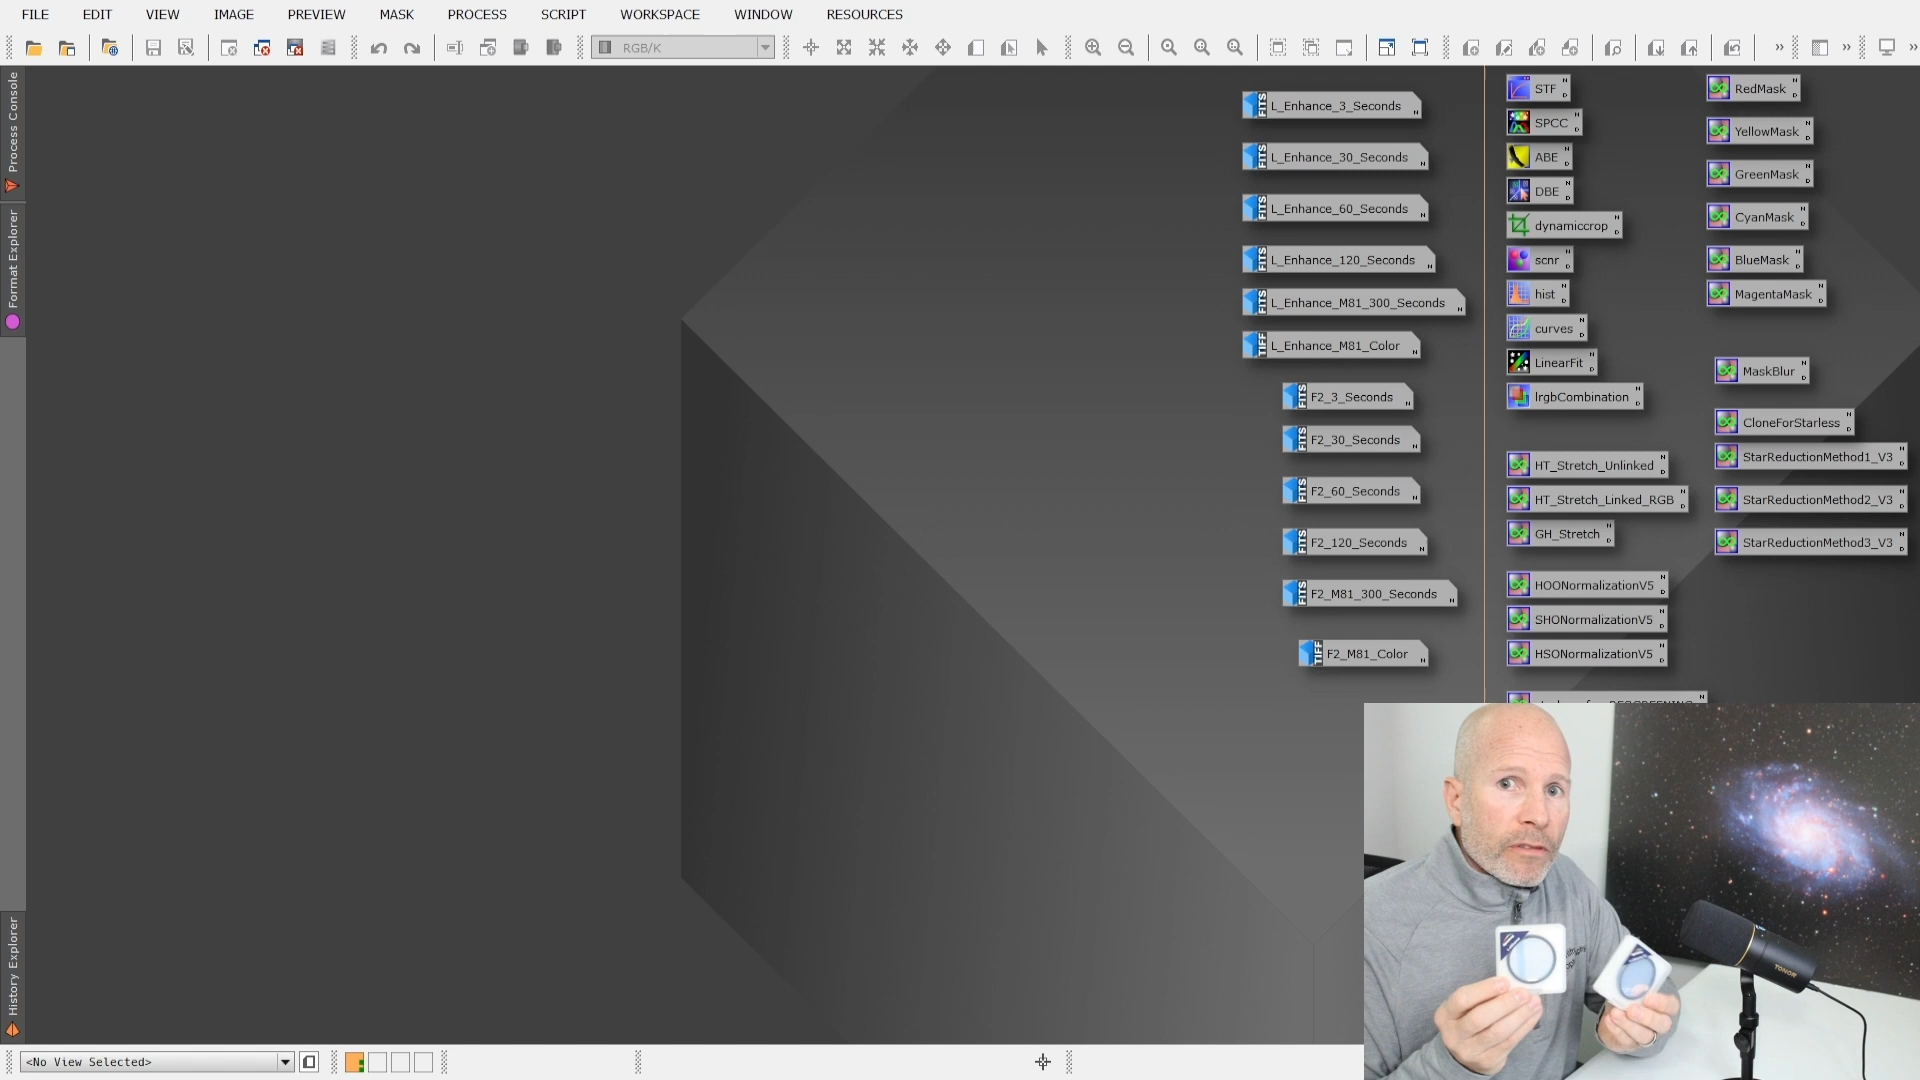 FILE EDIT VIEW IMAGE PREVIEW MASK PROCESS SCRIPT WORKSPACE WINDOW RESOURCES
RGB/K
Process Console
Format Explorer
History Explorer
L_Enhance_3_Seconds
L_Enhance_30_Seconds
L_Enhance_60_Seconds
L_Enhance_120_Seconds
L_Enhance_M81_300_Seconds
L_Enhance_M81_Color
F2_3_Seconds
F2_30_Seconds
F2_60_Seconds
F2_120_Seconds
F2_M81_300_Seconds
F2_M81_Color
STF
SPCC
ABE
DBE
dynamiccrop
scnr
hist
curves
LinearFit
lrgbCombination
HT_Stretch_Unlinked
HT_Stretch_Linked_RGB
GH_Stretch
HOONormalizationV5
SHONormalizationV5
HSONormalizationV5
RedMask
YellowMask
GreenMask
CyanMask
BlueMask
MagentaMask
MaskBlur
CloneForStarless
StarReductionMethod1_V3
StarReductionMethod2_V3
StarReductionMethod3_V3
TONOR
<No View Selected>